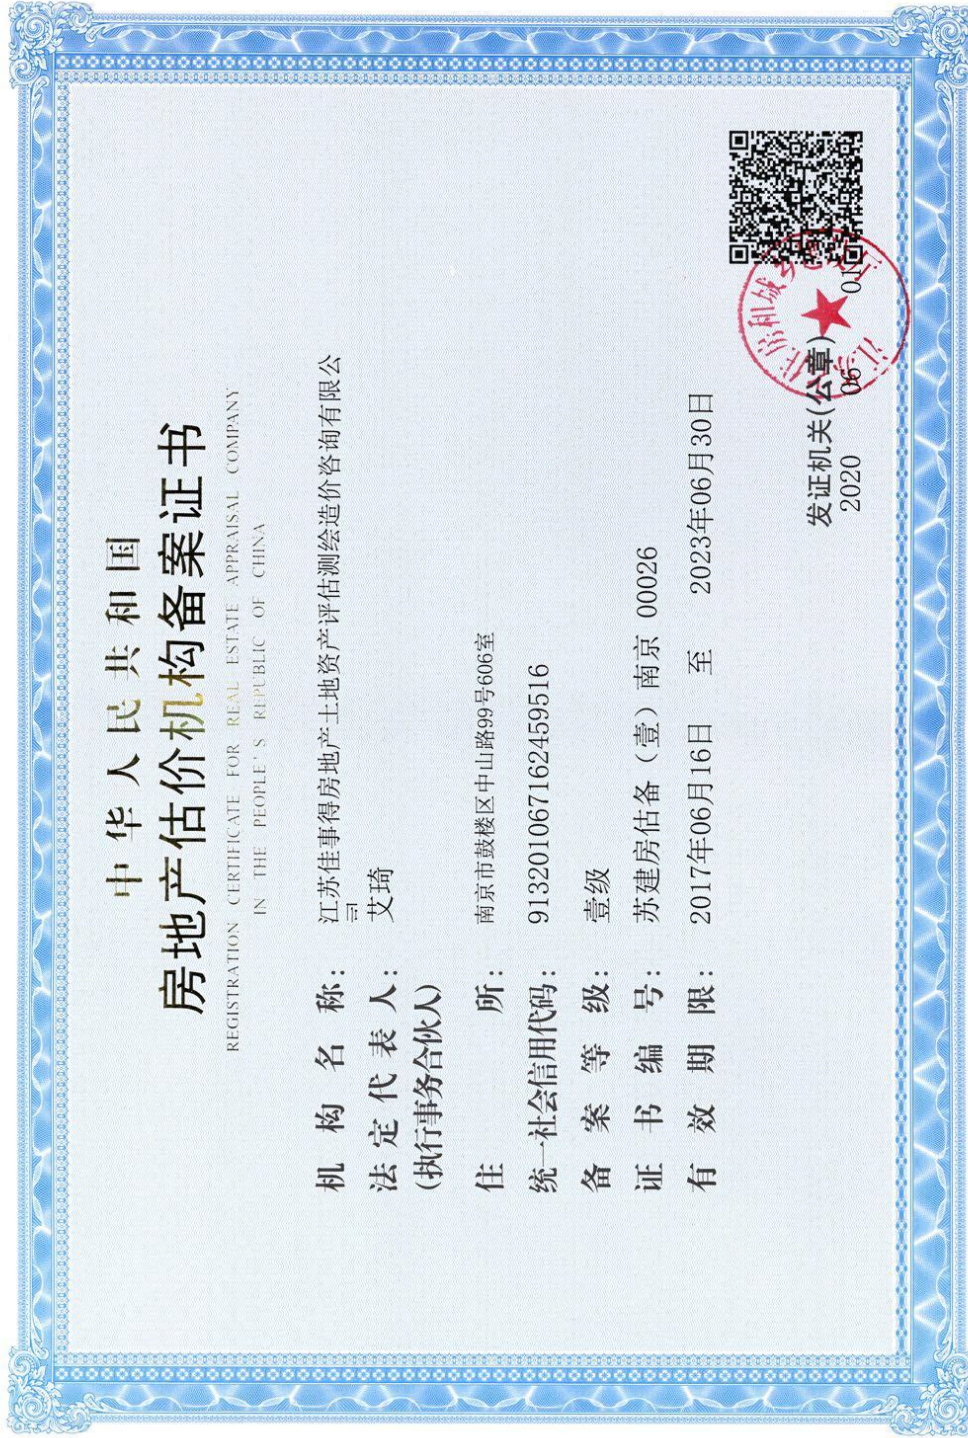 中华人民共和国
房地产估价机构备案证书
REGISTRATION CERTIFICATE FOR REAL ESTATE APPRAISAL COMPANY
IN THE PEOPLE'S REPUBLIC OF CHINA
机构名称：江苏佳事得房地产土地资产评估测绘造价咨询有限公
司
法定代表人：艾琦
(执行事务合伙人)
住所：南京市鼓楼区中山路99号606室
统一社会信用代码：91320106716245951​6
备案等级：壹级
证书编号：苏建房估备（壹）南京 00026
有效期限：2017年06月16日 至 2023年06月30日
发证机关(公章)
2020 06 01